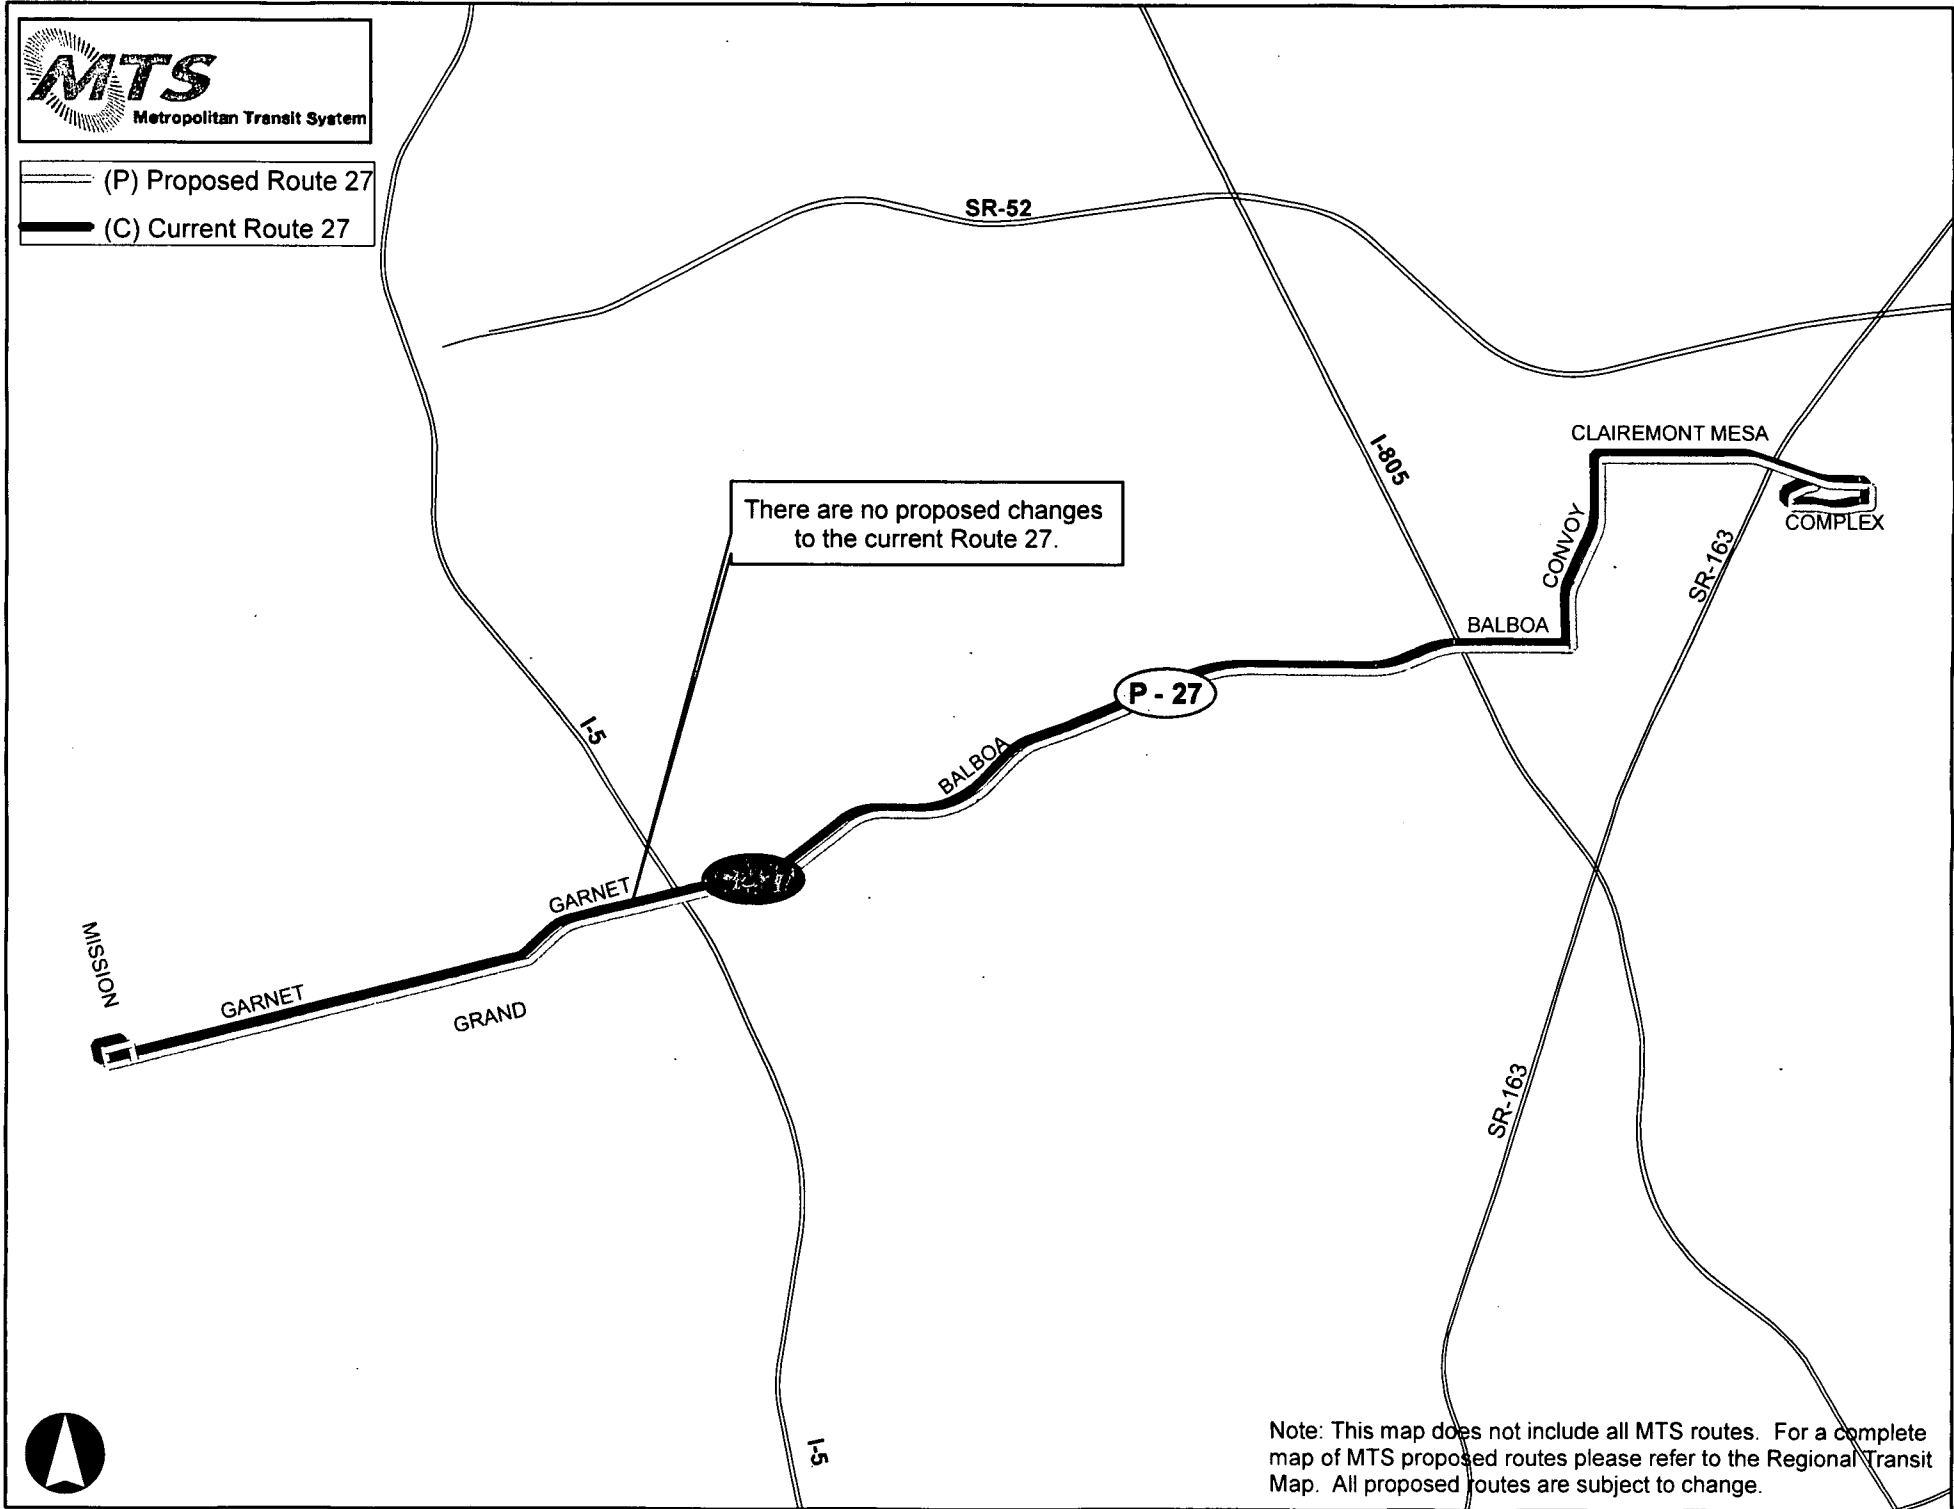 MTS
Metropolitan Transit System
(P) Proposed Route 27
(C) Current Route 27
SR-52
I-805
CLAIREMONT MESA
COMPLEX
CONVOY
SR-163
There are no proposed changes
to the current Route 27.
BALBOA
P - 27
I-5
BALBOA
GARNET
MISSION
GARNET
GRAND
SR-163
I-5
Note: This map does not include all MTS routes. For a complete
map of MTS proposed routes please refer to the Regional Transit
Map. All proposed routes are subject to change.